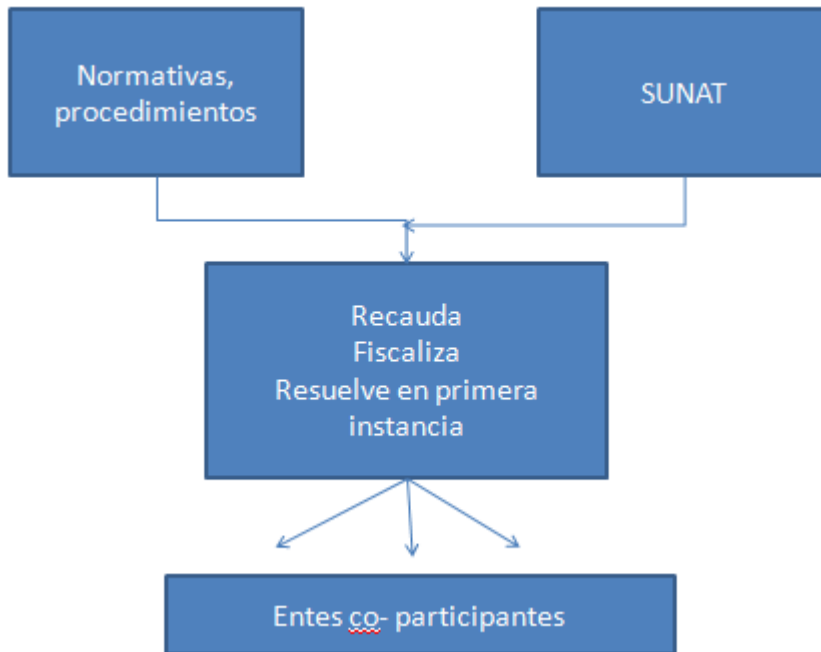 Normativas,
procedimientos
SUNAT
Recauda
Fiscaliza
Resuelve en primera
instancia
Entes co- participantes